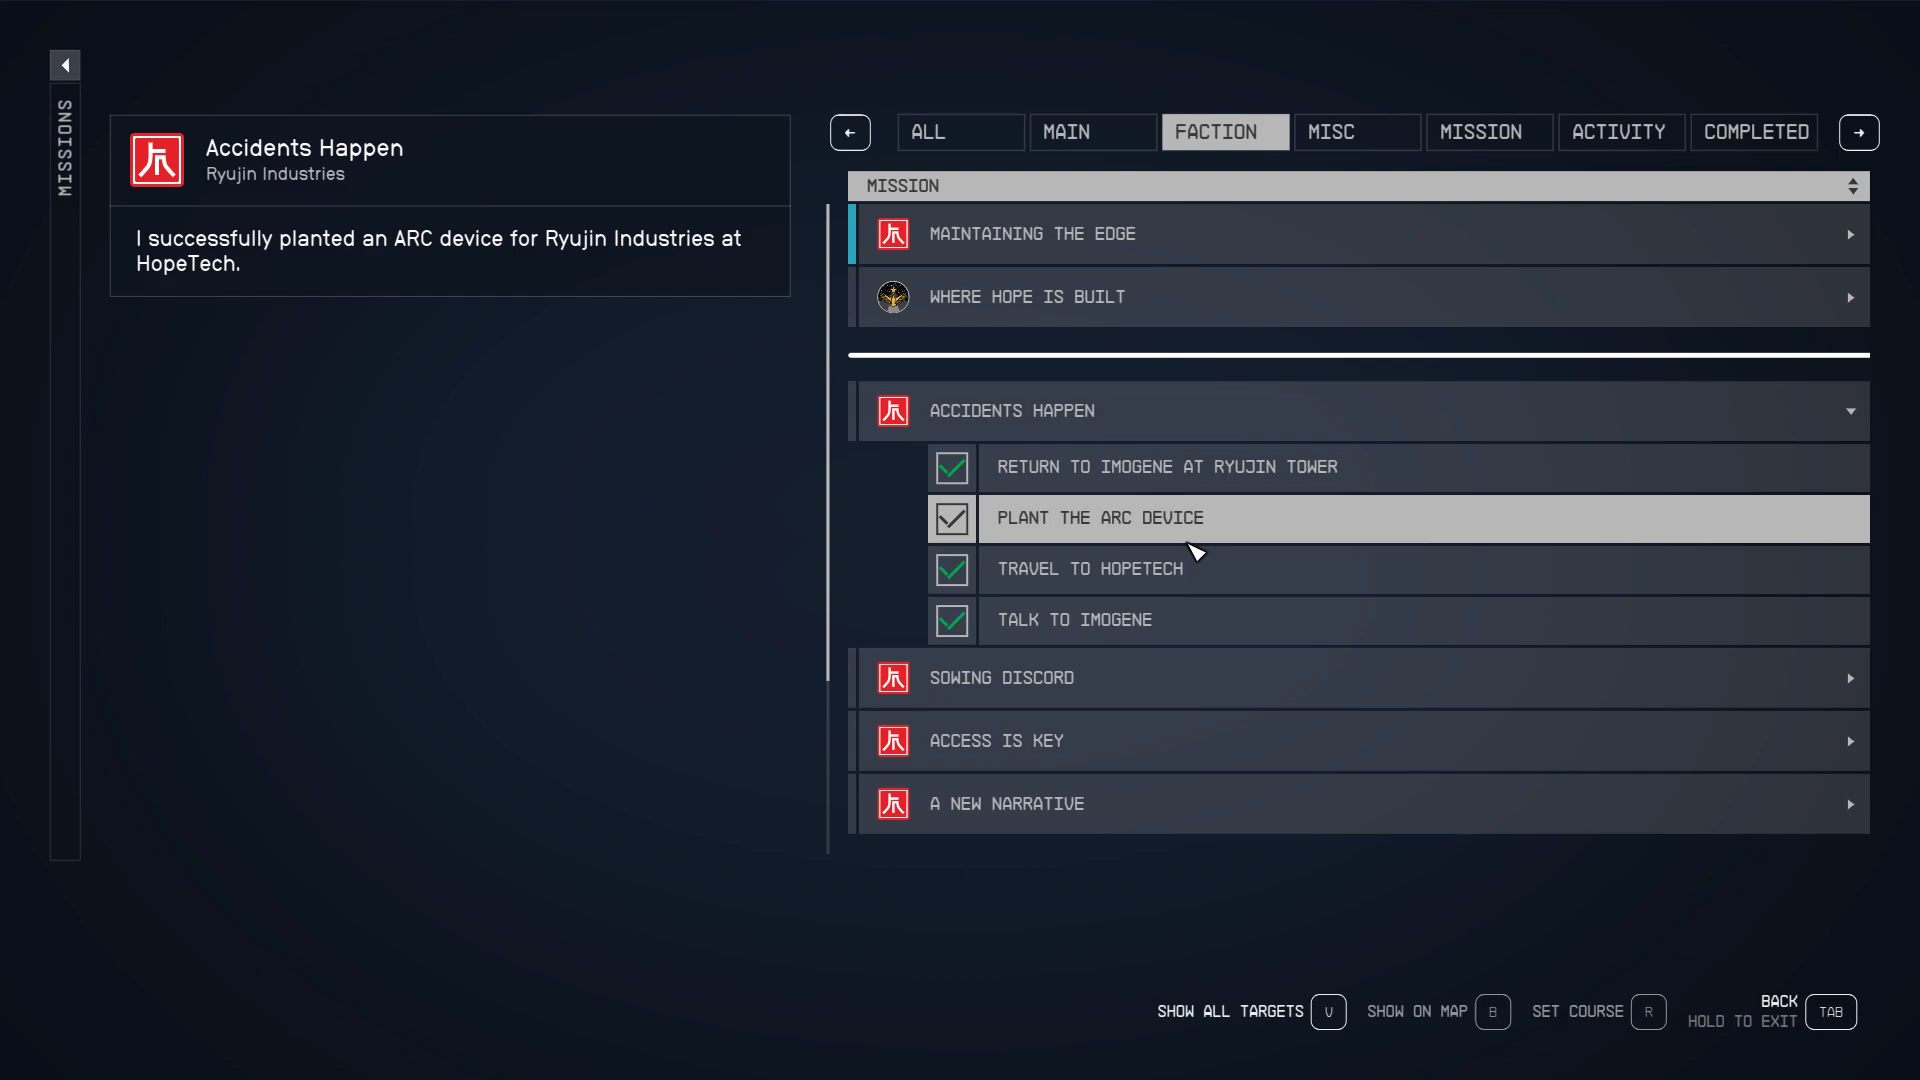 MISSIONS
Accidents Happen
Ryujin Industries
I successfully planted an ARC device for Ryujin Industries at
HopeTech.
ALL
MAIN
FACTION
MISC
MISSION
ACTIVITY
COMPLETED
MISSION
MAINTAINING THE EDGE
WHERE HOPE IS BUILT
ACCIDENTS HAPPEN
RETURN TO IMOGENE AT RYUJIN TOWER
PLANT THE ARC DEVICE
TRAVEL TO HOPETECH
TALK TO IMOGENE
SOWING DISCORD
ACCESS IS KEY
A NEW NARRATIVE
SHOW ALL TARGETS V
SHOW ON MAP B
SET COURSE R
BACK
HOLD TO EXIT
TAB